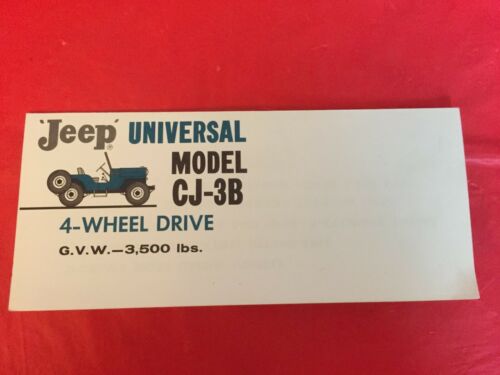 'Jeep' ® UNIVERSAL
MODEL
CJ-3B
4-WHEEL DRIVE
G.V.W.—3,500 lbs.